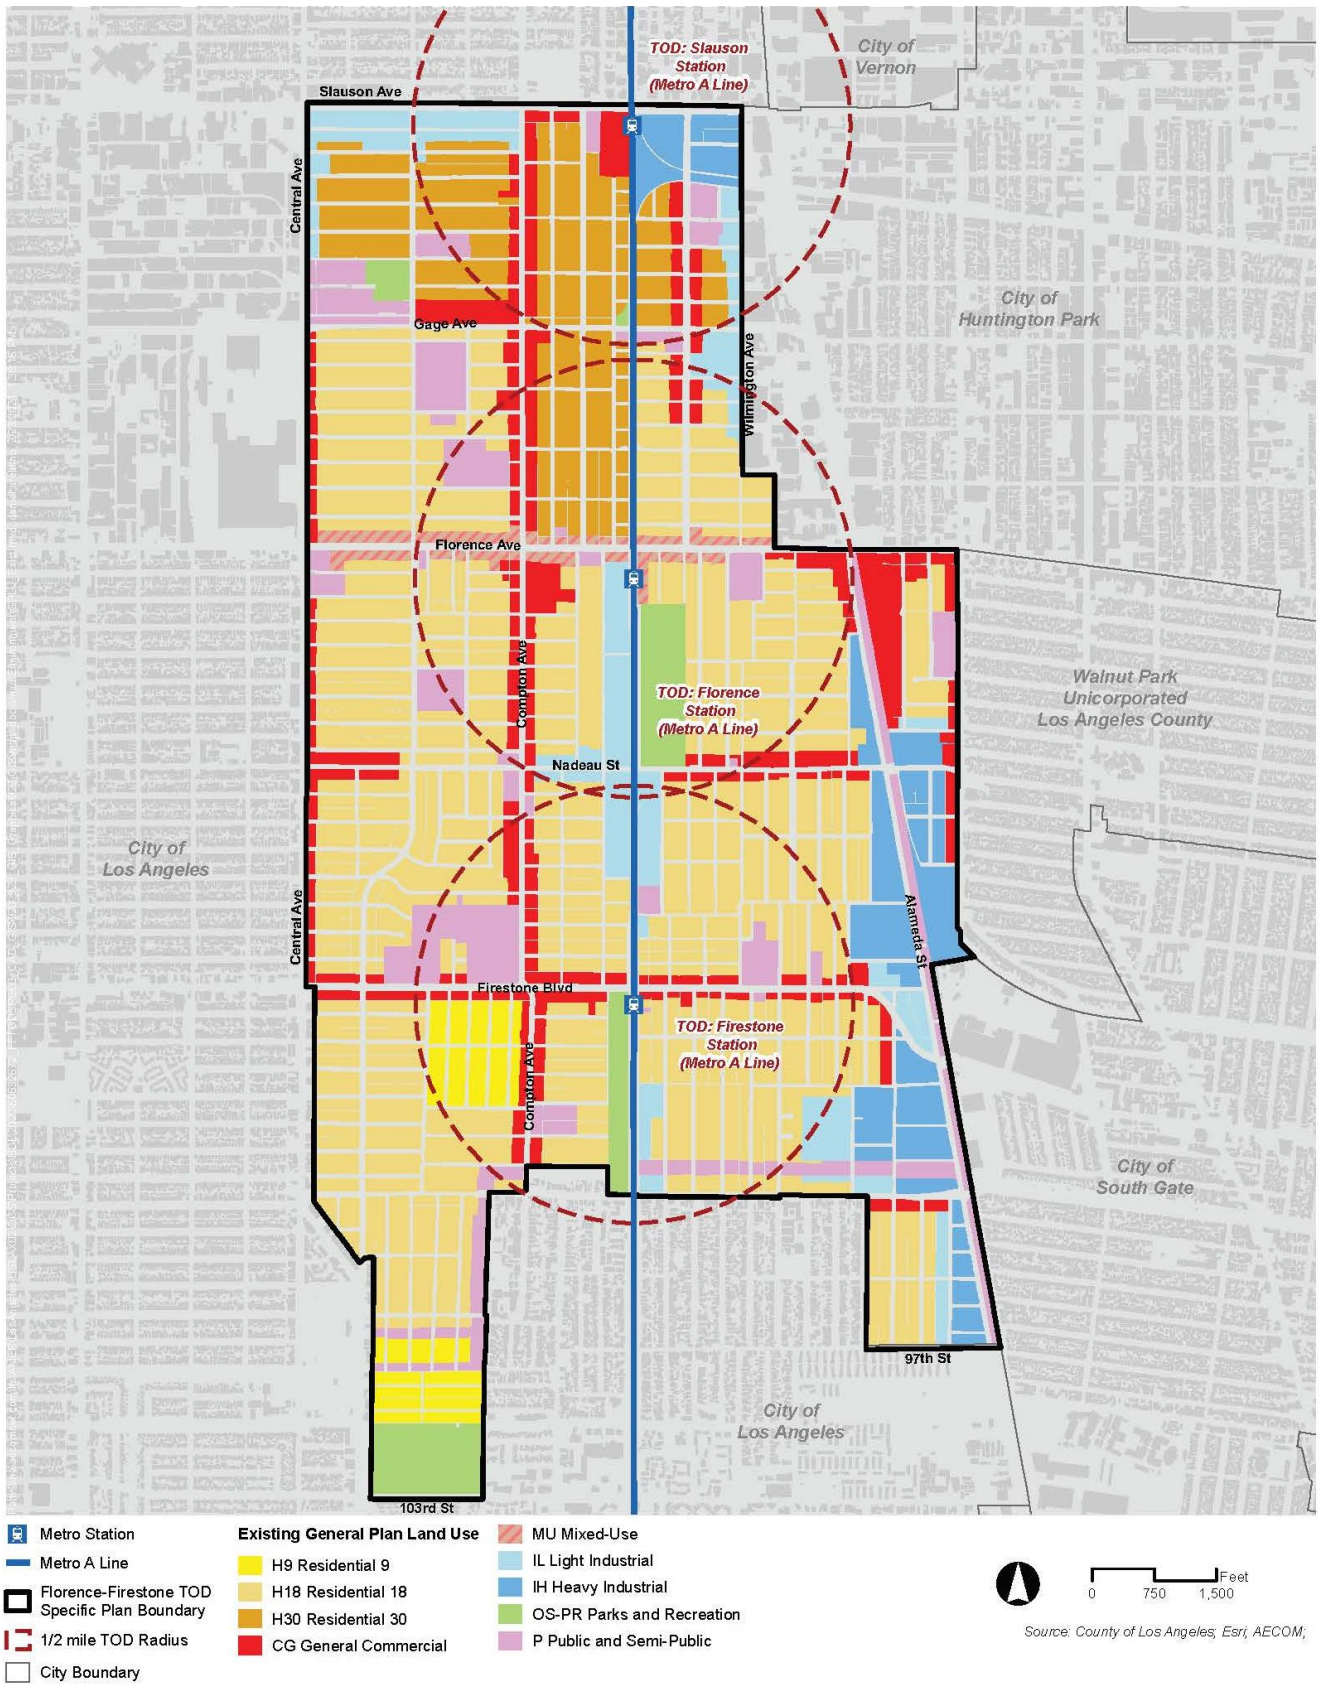 TOD: Slauson
Station
(Metro A Line)
City of
Vernon
Slauson Ave
Central Ave
City of
Huntington Park
Gage Ave
Wilmington Ave
Florence Ave
Compton Ave
TOD: Florence
Station
(Metro A Line)
Walnut Park
Unicorporated
Los Angeles County
Nadeau St
City of
Los Angeles
Central Ave
Alameda St
Firestone Blvd
TOD: Firestone
Station
(Metro A Line)
Compton Ave
City of
South Gate
97th St
City of
Los Angeles
103rd St
Metro Station
Metro A Line
Florence-Firestone TOD
Specific Plan Boundary
1/2 mile TOD Radius
City Boundary
Existing General Plan Land Use
H9 Residential 9
H18 Residential 18
H30 Residential 30
CG General Commercial
MU Mixed-Use
IL Light Industrial
IH Heavy Industrial
OS-PR Parks and Recreation
P Public and Semi-Public
Feet
0 750 1,500
Source: County of Los Angeles; Esri; AECOM;